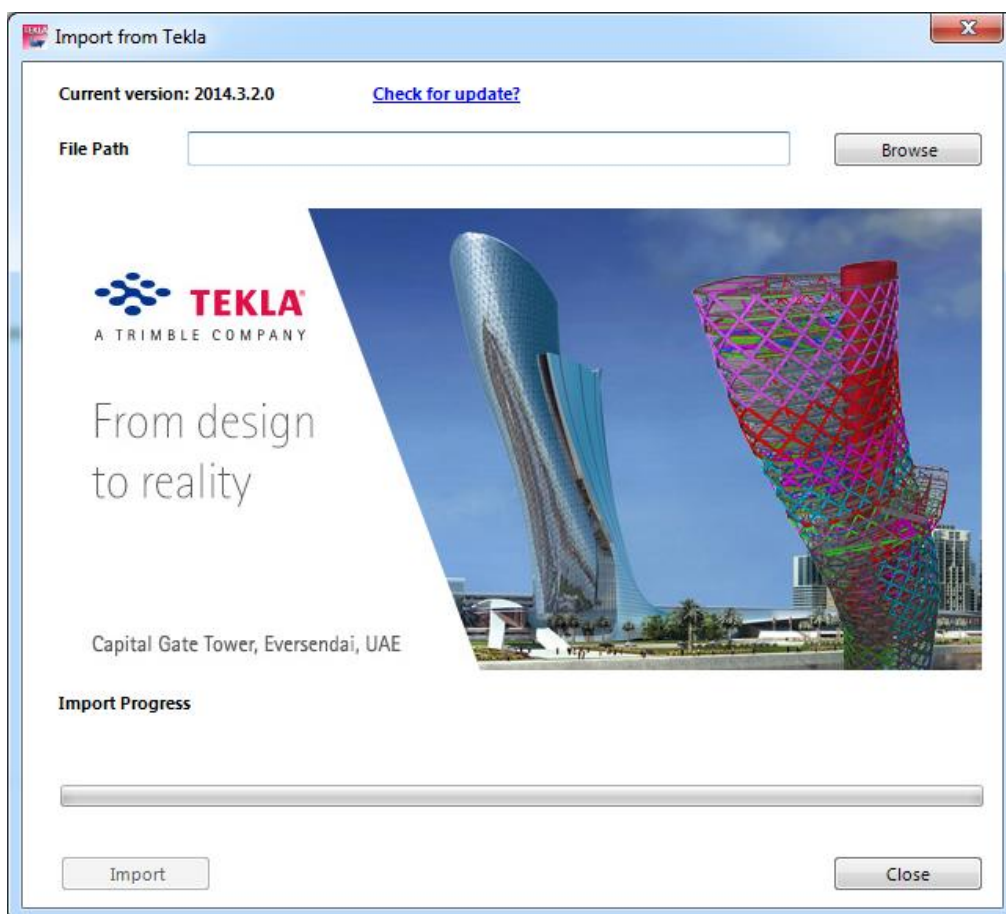 Import from Tekla
Current version: 2014.3.2.0 Check for update?
File Path Browse
TEKLA
A TRIMBLE COMPANY
From design
to reality
Capital Gate Tower, Eversendai, UAE
Import Progress
Import Close